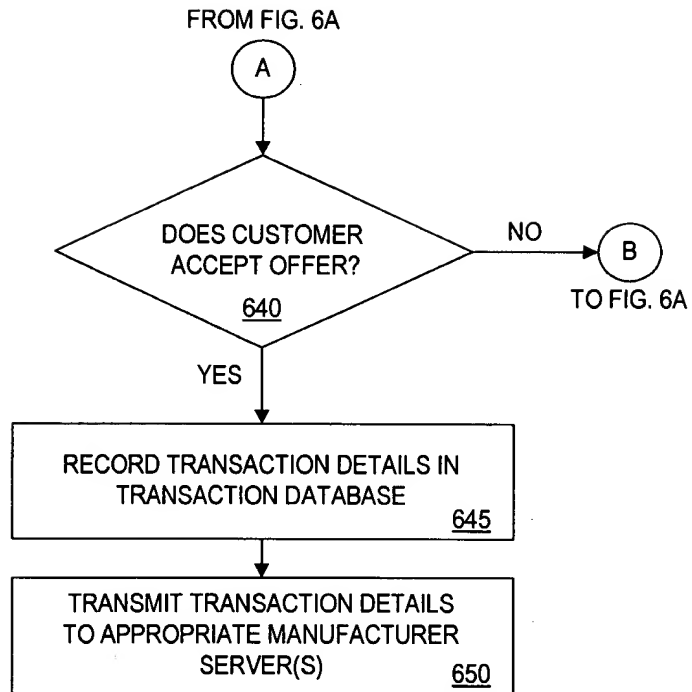 FROM FIG. 6A
A
DOES CUSTOMER
ACCEPT OFFER?
640
NO
B
TO FIG. 6A
YES
RECORD TRANSACTION DETAILS IN
TRANSACTION DATABASE
645
TRANSMIT TRANSACTION DETAILS
TO APPROPRIATE MANUFACTURER
SERVER(S)
650